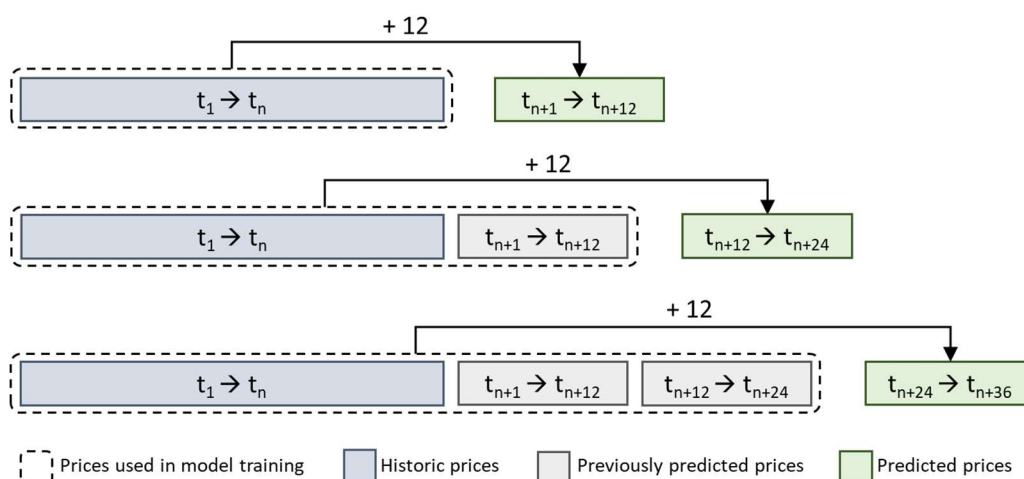 + 12
t₁ → tₙ
tₙ₊₁ → tₙ₊₁₂
+ 12
t₁ → tₙ
tₙ₊₁ → tₙ₊₁₂
tₙ₊₁₂ → tₙ₊₂₄
+ 12
t₁ → tₙ
tₙ₊₁ → tₙ₊₁₂
tₙ₊₁₂ → tₙ₊₂₄
tₙ₊₂₄ → tₙ₊₃₆
Prices used in model training
Historic prices
Previously predicted prices
Predicted prices